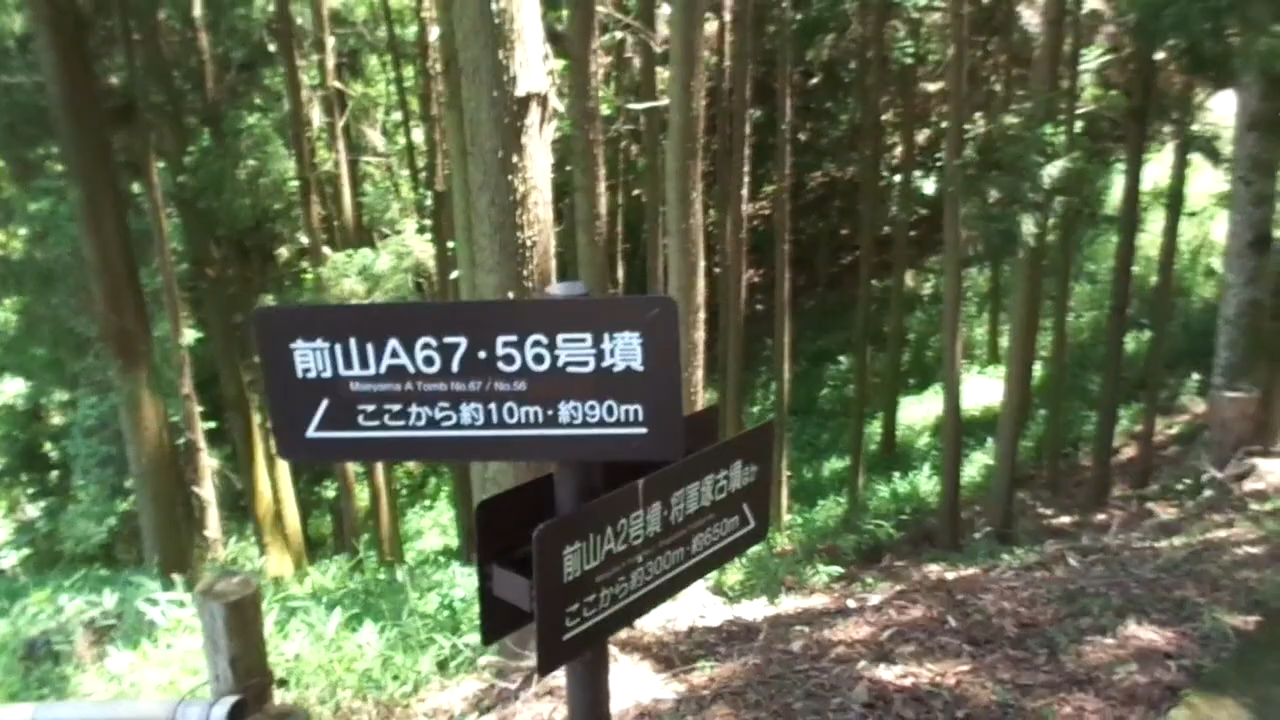 前山A67・56号墳
Maeyama A Tomb No.67 / No.56
ここから約10m・約90m
前山A2号墳・将軍塚古墳ほか
ここから約300m・約650m